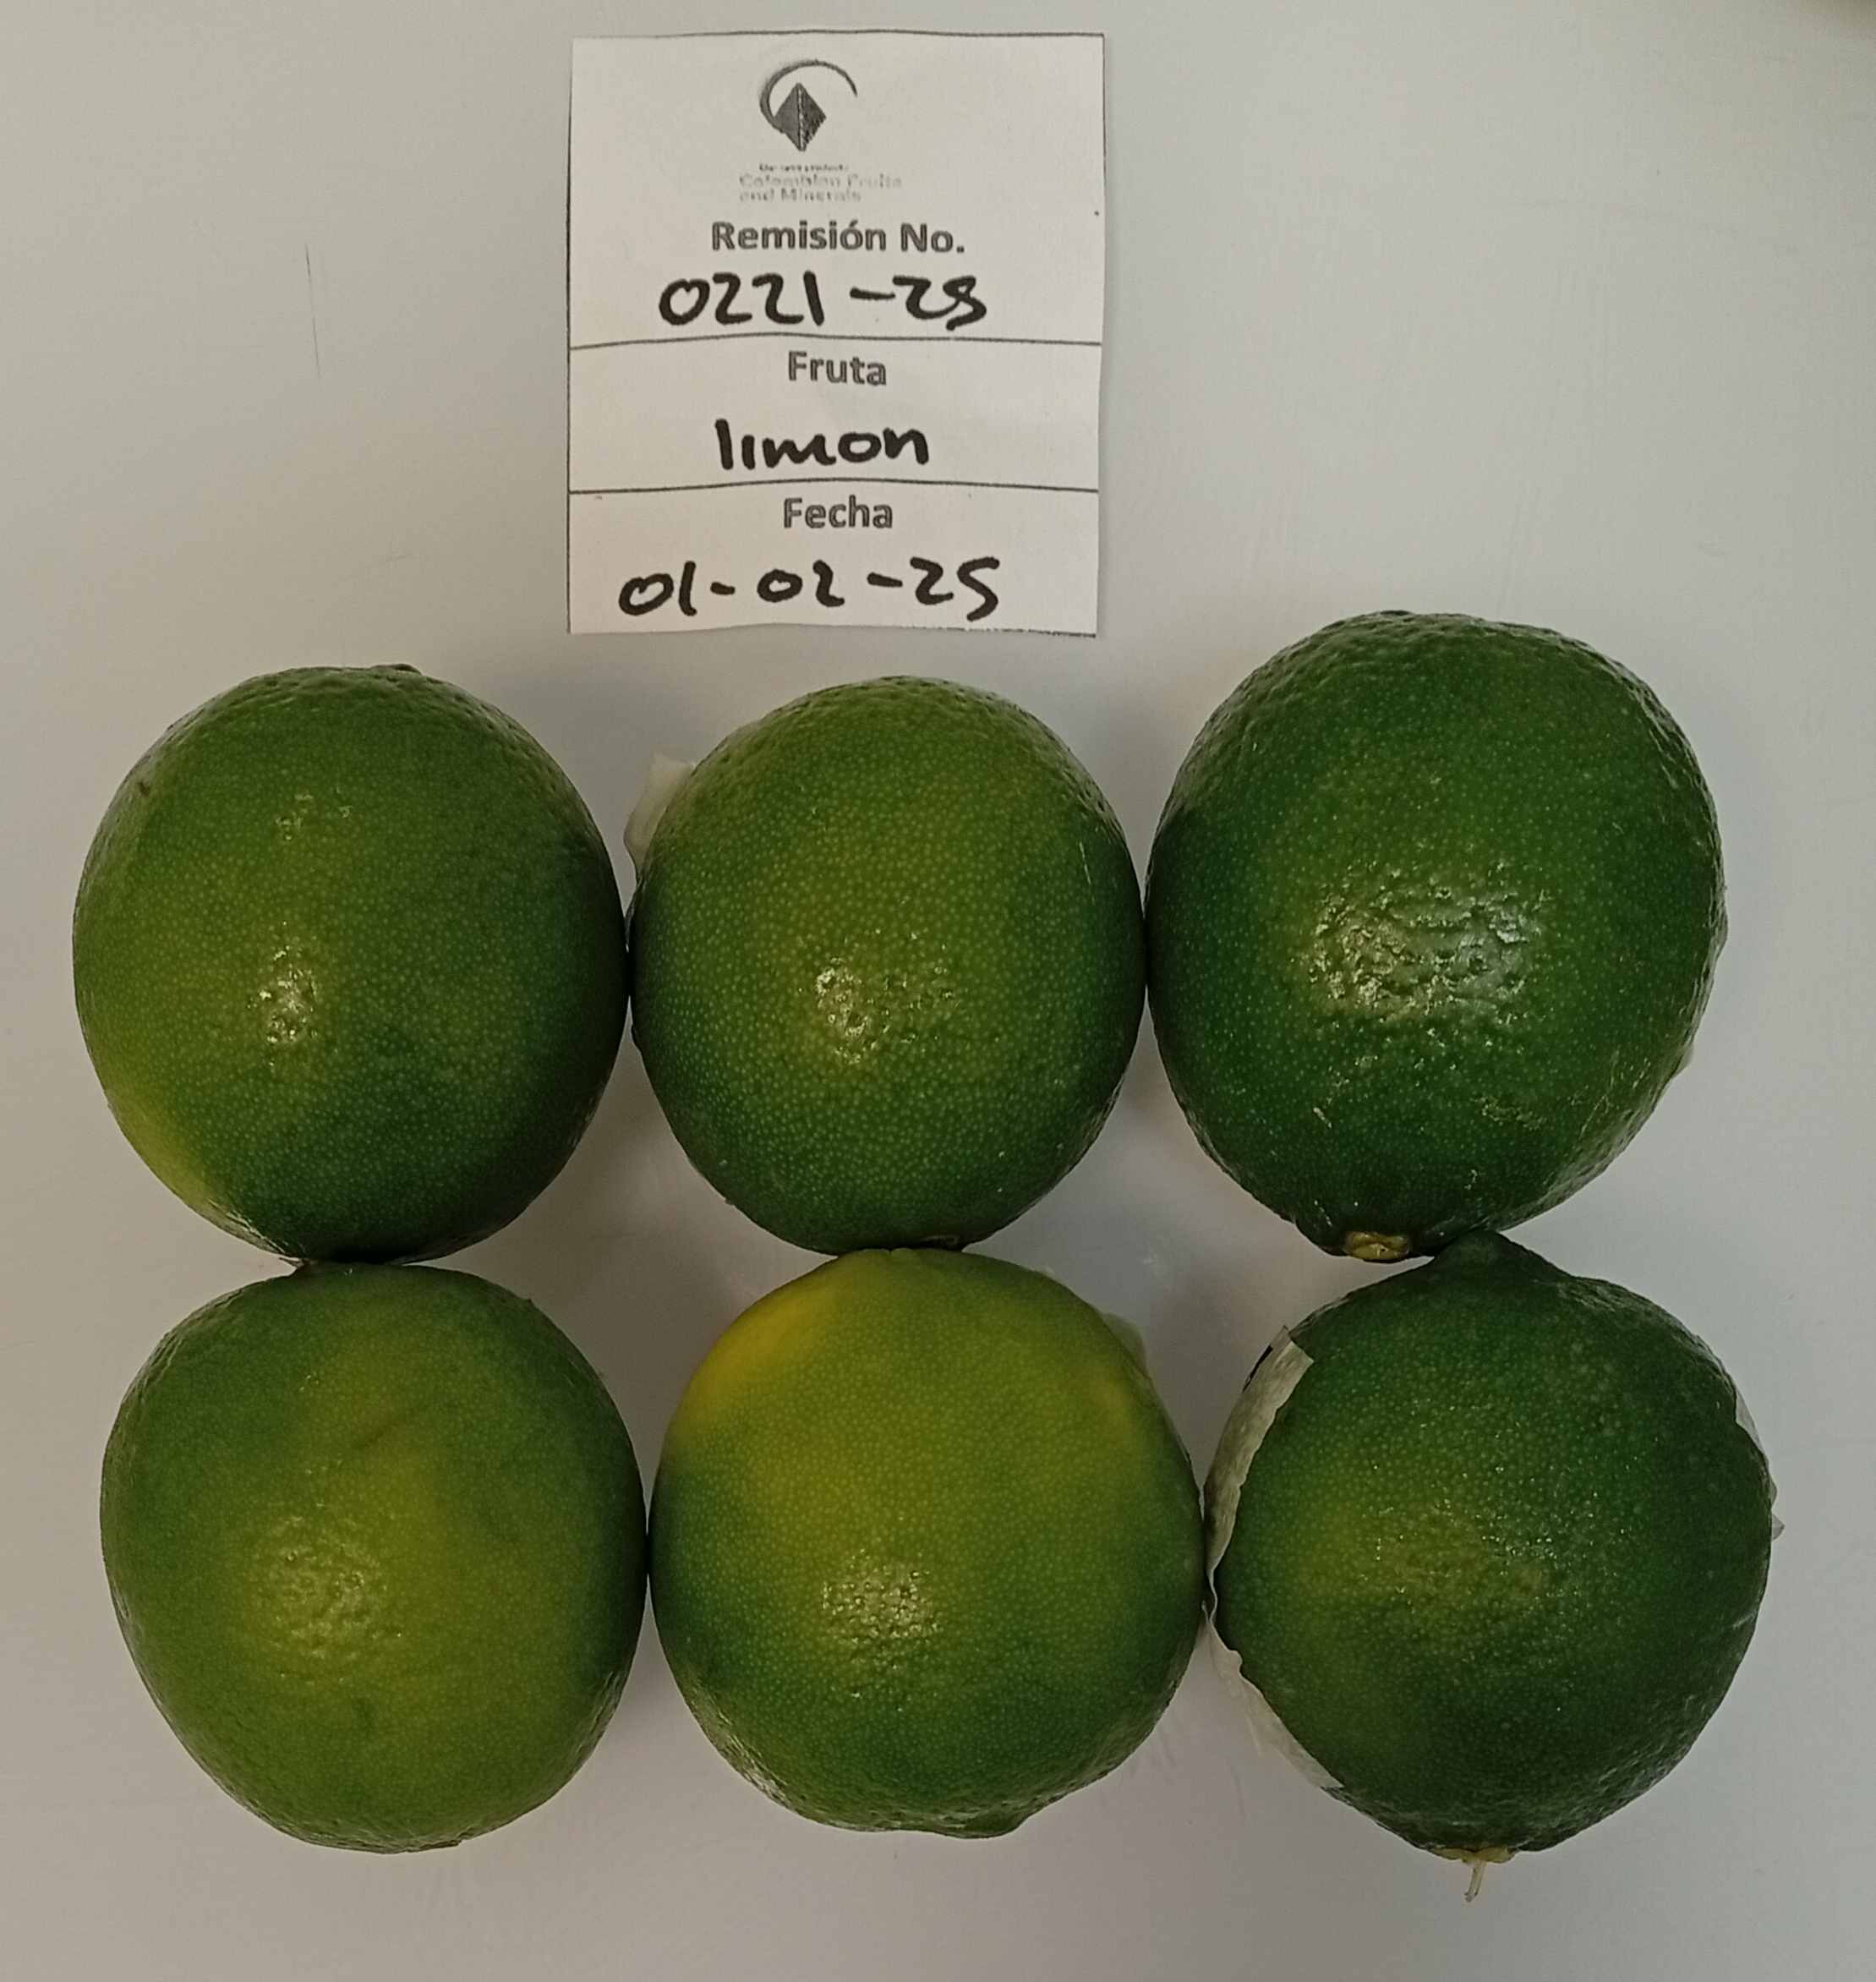 Colombian Fruits
and Minerals
Remisión No.
0221-25
Fruta
limon
Fecha
01-02-25